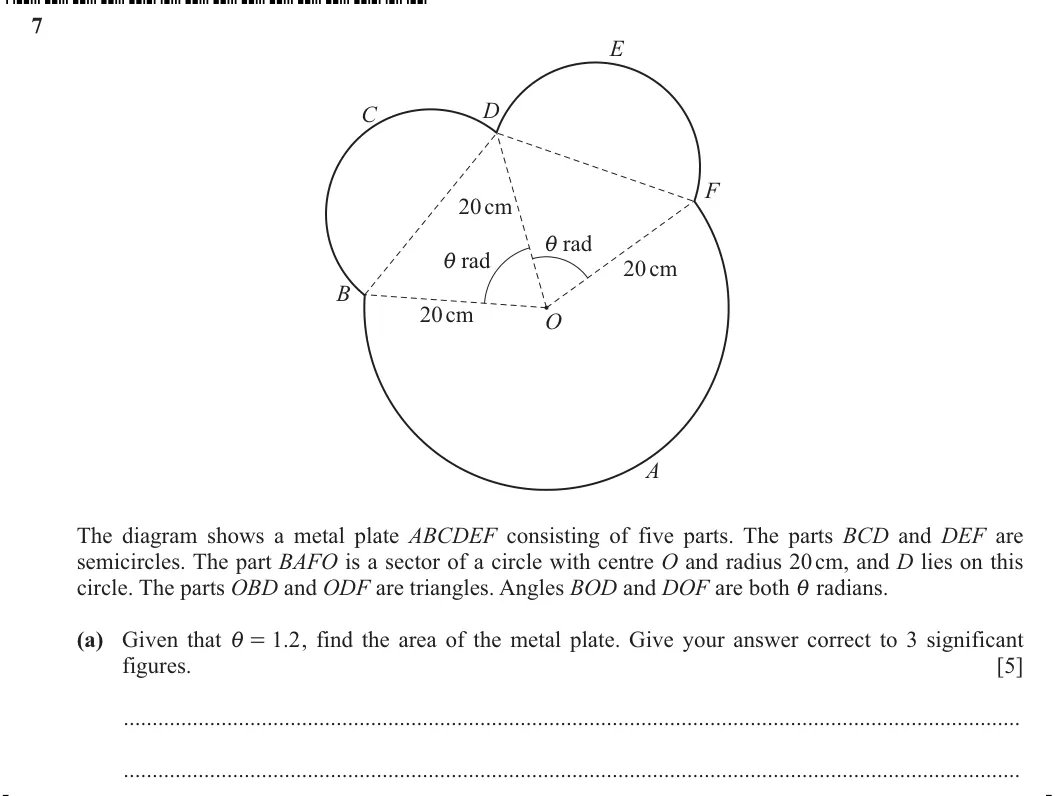 7
E
C
D
F
20 cm
θ rad
θ rad
20 cm
B
20 cm
O
A
The diagram shows a metal plate ABCDEF consisting of five parts. The parts BCD and DEF are
semicircles. The part BAFO is a sector of a circle with centre O and radius 20 cm, and D lies on this
circle. The parts OBD and ODF are triangles. Angles BOD and DOF are both θ radians.
(a) Given that θ = 1.2, find the area of the metal plate. Give your answer correct to 3 significant
figures. [5]